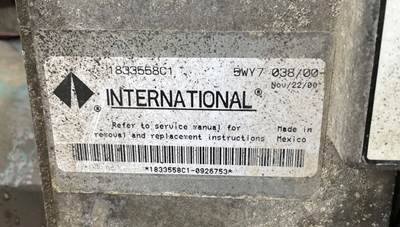 1833558C1 5WY7 038/00-
Nov/22/00
® INTERNATIONAL®
Refer to service manual for Made in
removal and replacement instructions Mexico
*1833558C1-0926753*